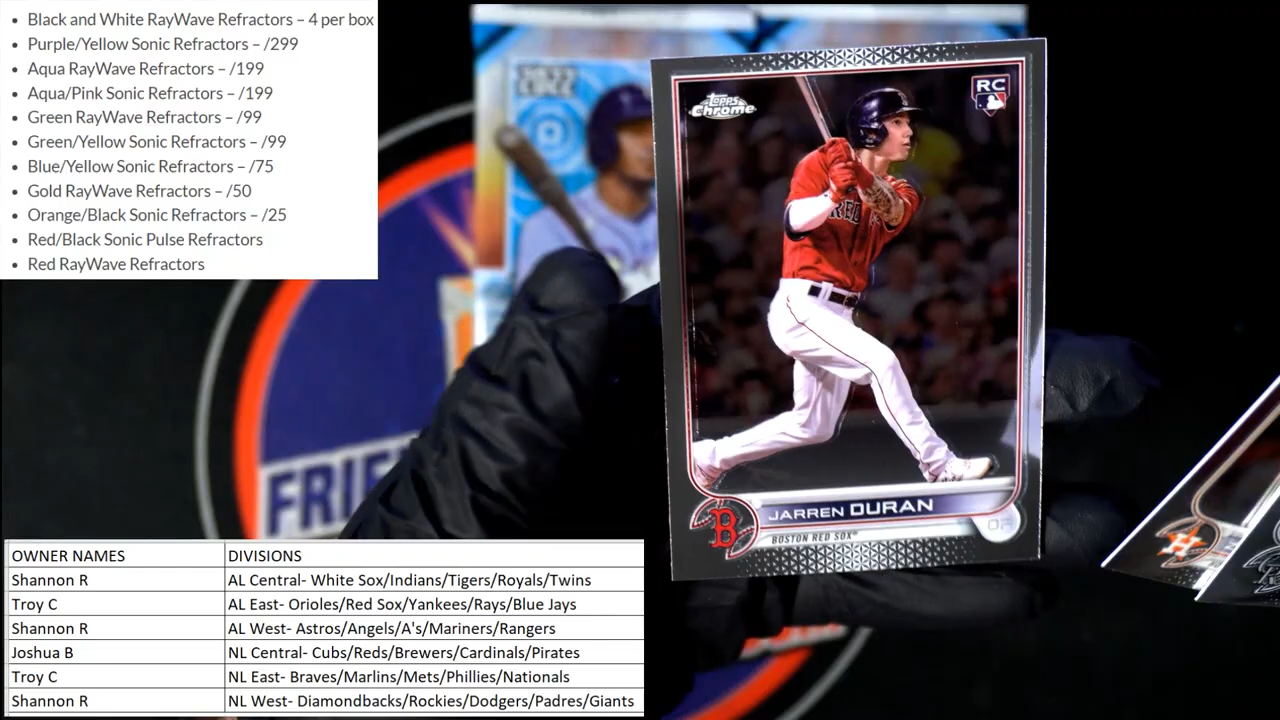 Black and White RayWave Refractors – 4 per box
Purple/Yellow Sonic Refractors – /299
Aqua RayWave Refractors – /199
Aqua/Pink Sonic Refractors – /199
Green RayWave Refractors – /99
Green/Yellow Sonic Refractors – /99
Blue/Yellow Sonic Refractors – /75
Gold RayWave Refractors – /50
Orange/Black Sonic Refractors – /25
Red/Black Sonic Pulse Refractors
Red RayWave Refractors
2022
Topps
Chrome
RC
RED
JARREN DURAN
OF
B
BOSTON RED SOX®
H
FRIE
OWNER NAMES DIVISIONS
Shannon R AL Central- White Sox/Indians/Tigers/Royals/Twins
Troy C AL East- Orioles/Red Sox/Yankees/Rays/Blue Jays
Shannon R AL West- Astros/Angels/A's/Mariners/Rangers
Joshua B NL Central- Cubs/Reds/Brewers/Cardinals/Pirates
Troy C NL East- Braves/Marlins/Mets/Phillies/Nationals
Shannon R NL West- Diamondbacks/Rockies/Dodgers/Padres/Giants